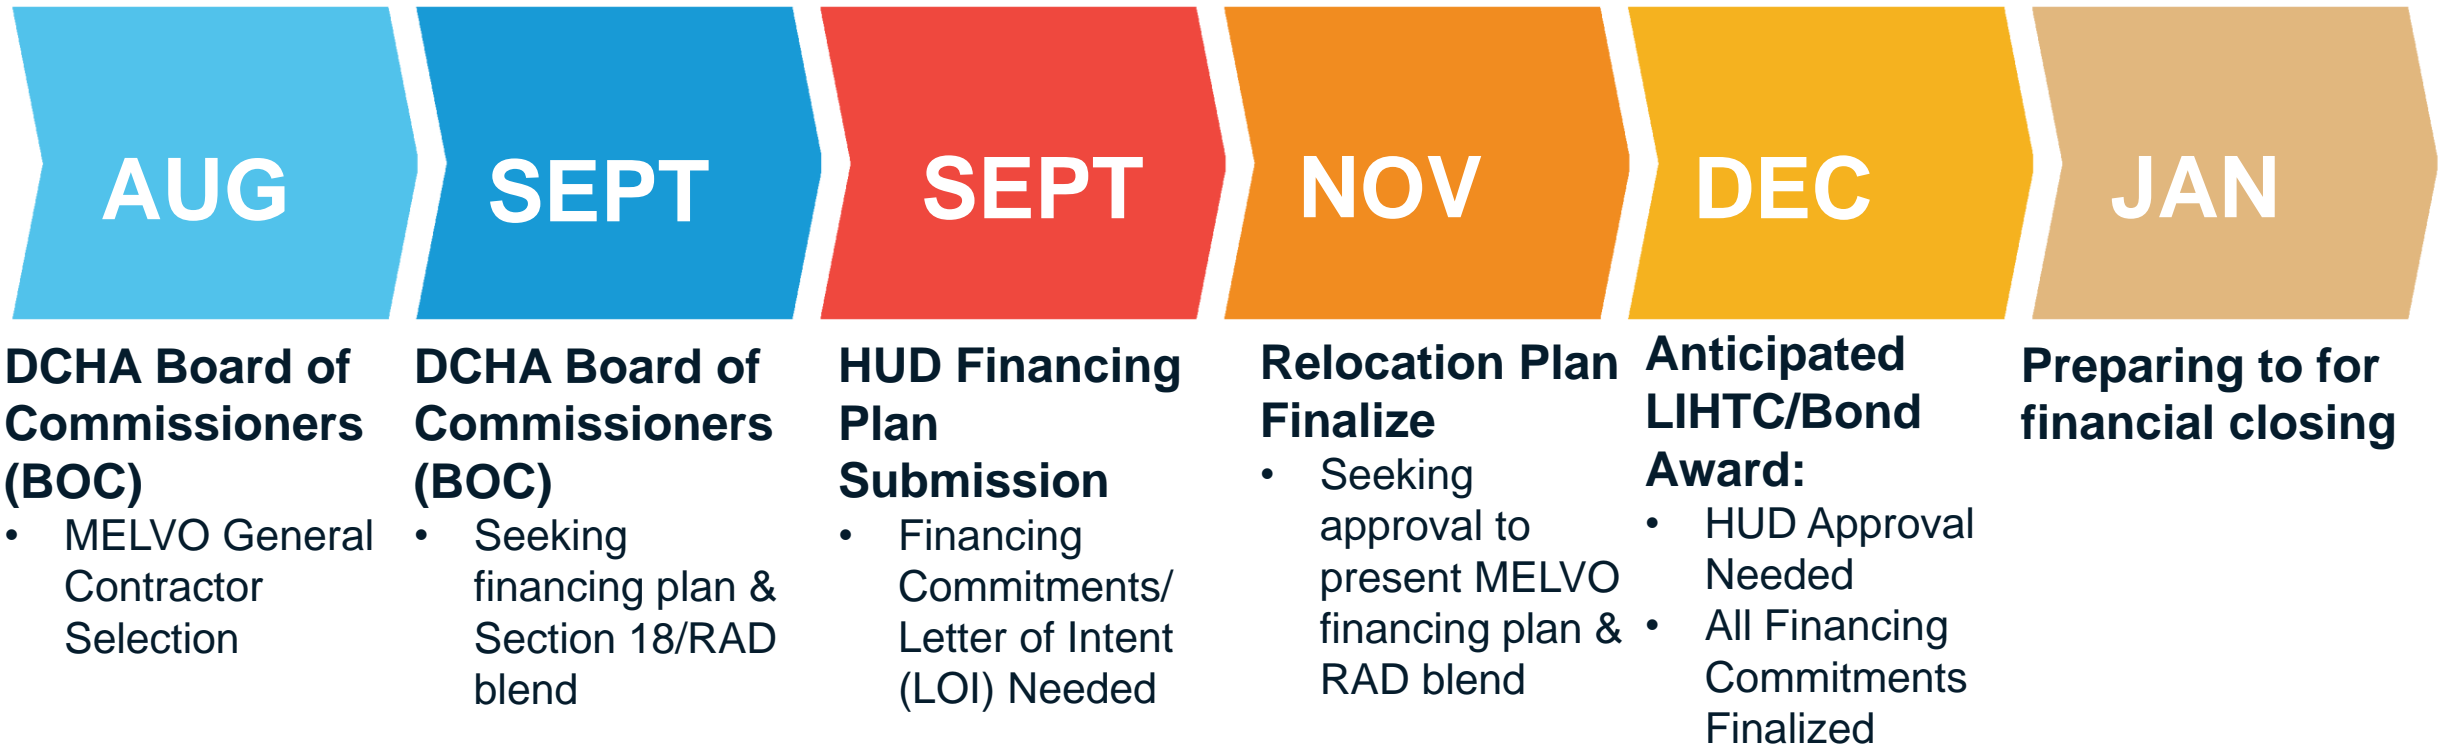 AUG
SEPT
SEPT
NOV
DEC
JAN
DCHA Board of
Commissioners
(BOC)
• MELVO General
Contractor
Selection
DCHA Board of
Commissioners
(BOC)
• Seeking
financing plan &
Section 18/RAD
blend
HUD Financing
Plan
Submission
• Financing
Commitments/
Letter of Intent
(LOI) Needed
Relocation Plan
Finalize
• Seeking
approval to
present MELVO
financing plan &
RAD blend
Anticipated
LIHTC/Bond
Award:
• HUD Approval
Needed
• All Financing
Commitments
Finalized
Preparing to for
financial closing